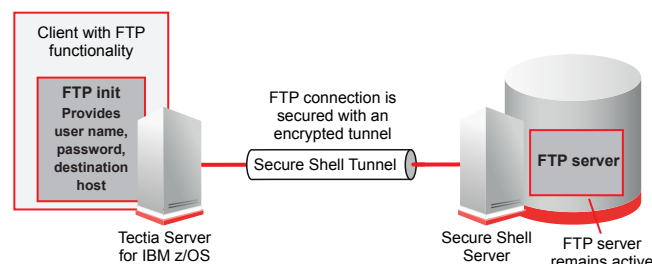 Client with FTP
functionality
FTP init
Provides
user name,
password,
destination
host
Tectia Server
for IBM z/OS
FTP connection is
secured with an
encrypted tunnel
Secure Shell Tunnel
FTP server
Secure Shell
Server
FTP server
remains active